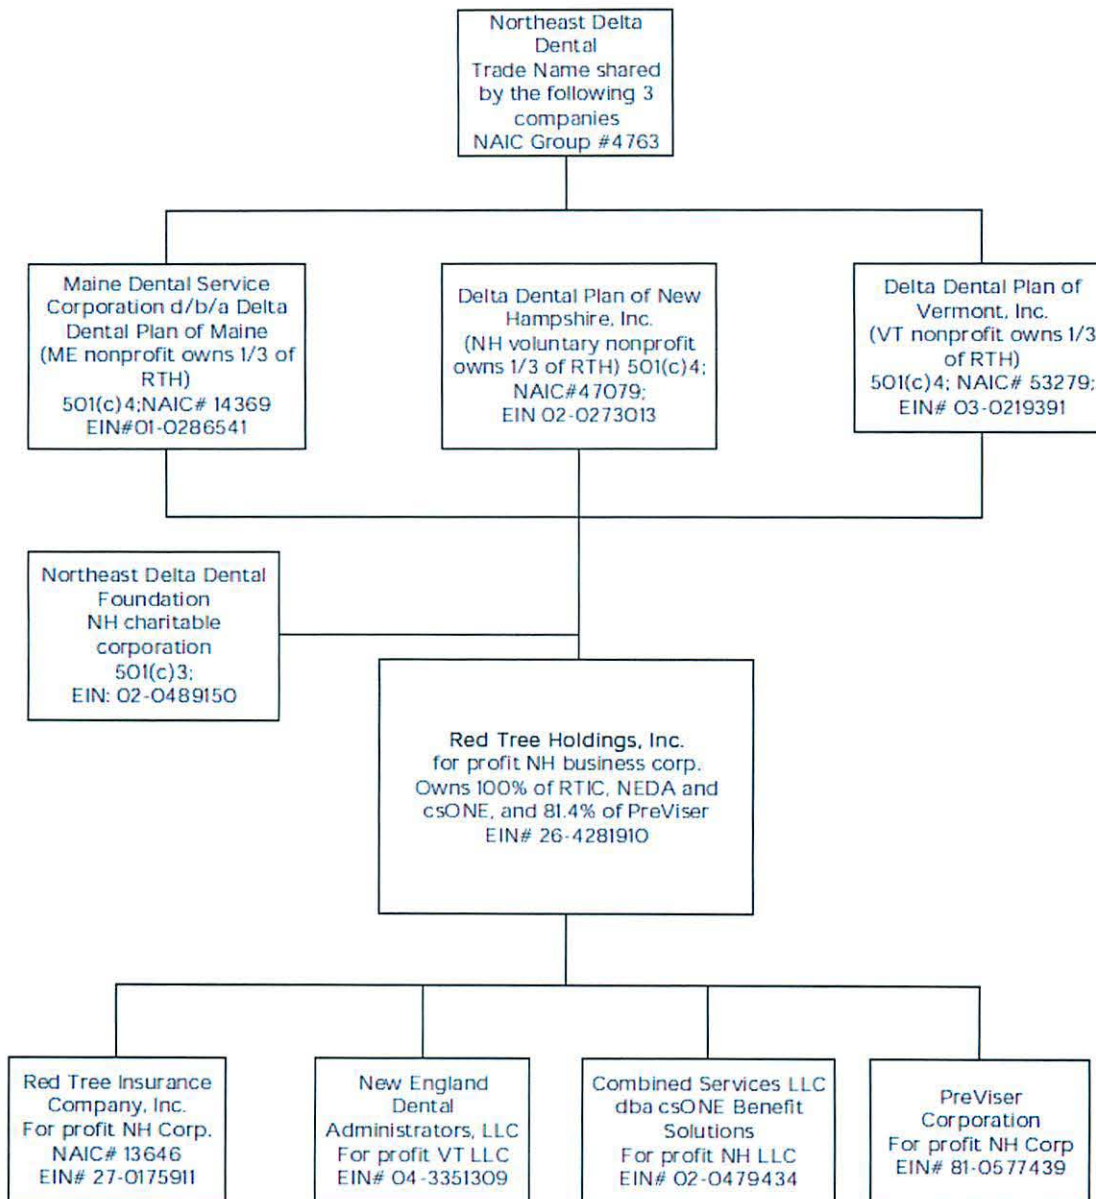 Northeast Delta
Dental
Trade Name shared
by the following 3
companies
NAIC Group #4763
Maine Dental Service
Corporation d/b/a Delta
Dental Plan of Maine
(ME nonprofit owns 1/3 of
RTH)
501(c)4;NAIC# 14369
EIN#01-0286541
Delta Dental Plan of New
Hampshire, Inc.
(NH voluntary nonprofit
owns 1/3 of RTH) 501(c)4;
NAIC#47079;
EIN 02-0273013
Delta Dental Plan of
Vermont, Inc.
(VT nonprofit owns 1/3
of RTH)
501(c)4; NAIC# 53279;
EIN# 03-0219391
Northeast Delta Dental
Foundation
NH charitable
corporation
501(c)3;
EIN: 02-0489150
Red Tree Holdings, Inc.
for profit NH business corp.
Owns 100% of RTIC, NEDA and
csONE, and 81.4% of PreViser
EIN# 26-4281910
Red Tree Insurance
Company, Inc.
For profit NH Corp.
NAIC# 13646
EIN# 27-0175911
New England
Dental
Administrators, LLC
For profit VT LLC
EIN# 04-3351309
Combined Services LLC
dba csONE Benefit
Solutions
For profit NH LLC
EIN# 02-0479434
PreViser
Corporation
For profit NH Corp
EIN# 81-0577439